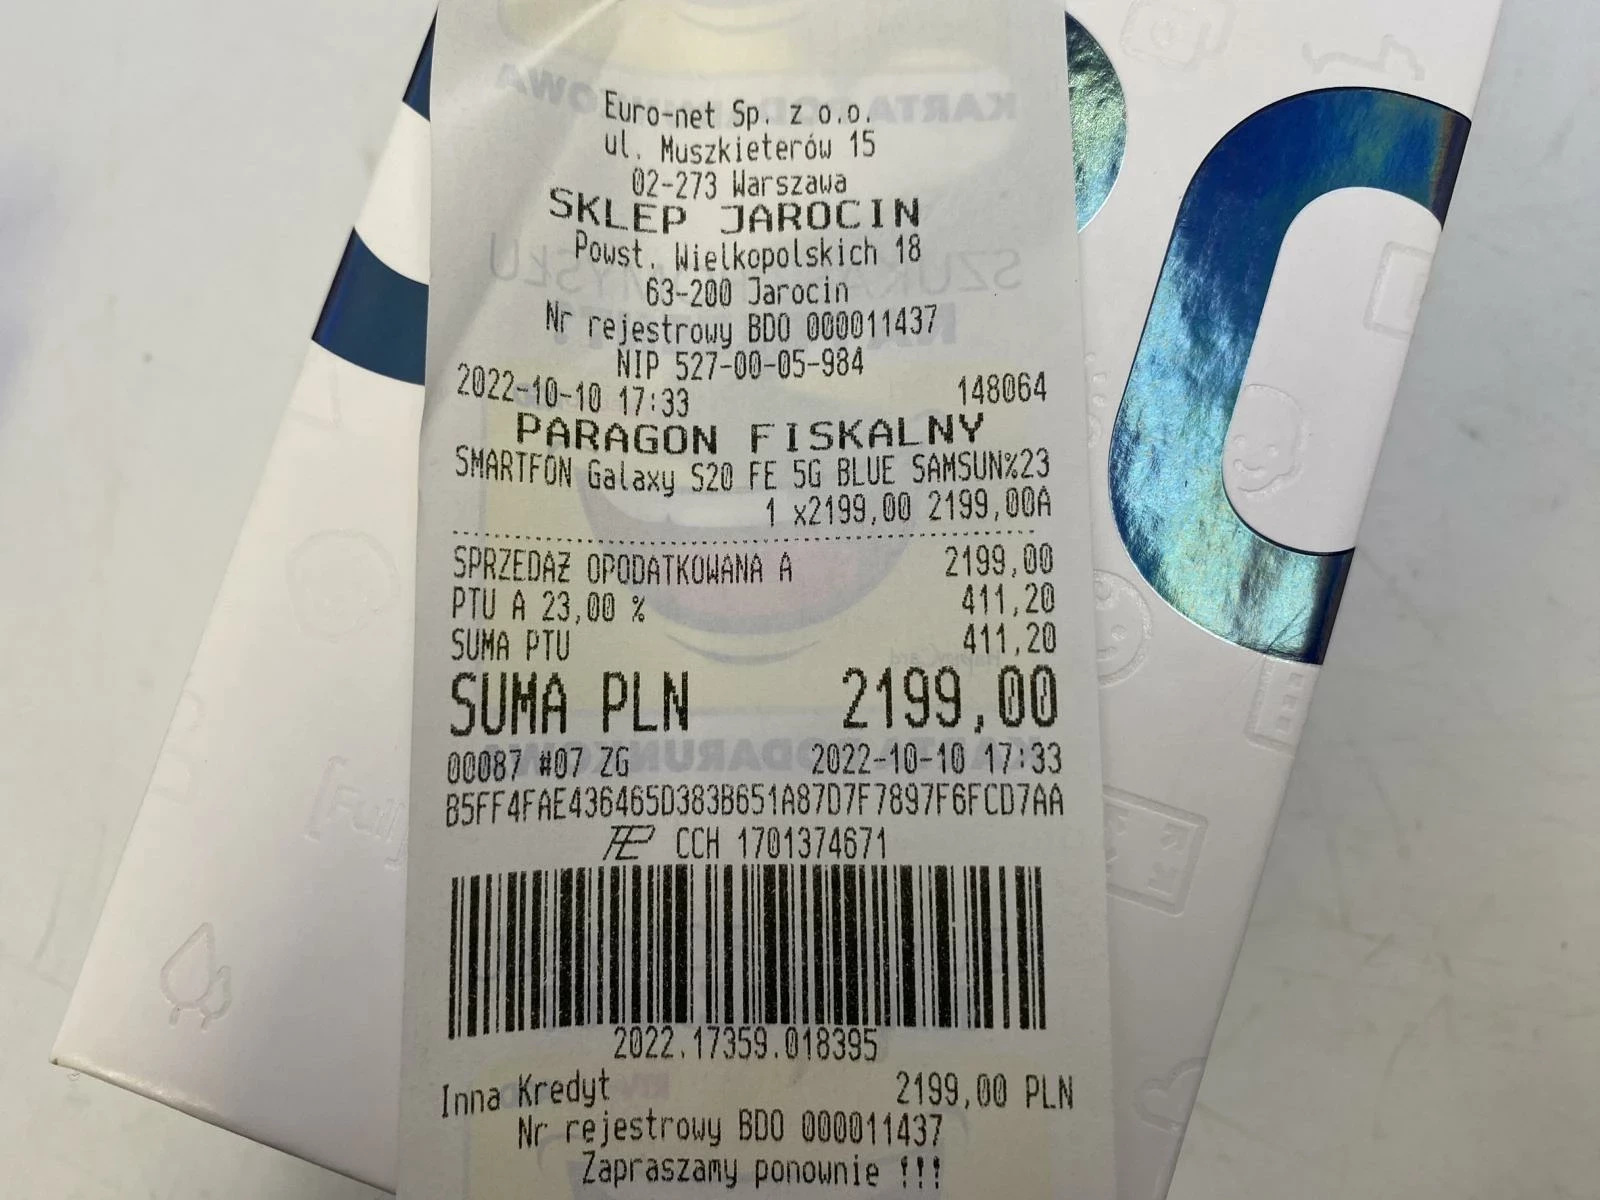 Euro-net Sp. z o.o.
ul. Muszkieterów 15
02-273 Warszawa
SKLEP JAROCIN
Powst. Wielkopolskich 18
63-200 Jarocin
Nr rejestrowy BDO 000011437
NIP 527-00-05-984
2022-10-10 17:33 148064
PARAGON FISKALNY
SMARTFON Galaxy S20 FE 5G BLUE SAMSUN%23
1 x2199,00 2199,00A
SPRZEDAŻ OPODATKOWANA A 2199,00
PTU A 23,00 % 411,20
SUMA PTU 411,20
SUMA PLN 2199,00
00087 #07 ZG 2022-10-10 17:33
B5FF4FAE436465D383B651A87D7F7897F6FCD7AA
CCH 1701374671
2022.17359.018395
Inna Kredyt 2199,00 PLN
Nr rejestrowy BDO 000011437
Zapraszamy ponownie !!!